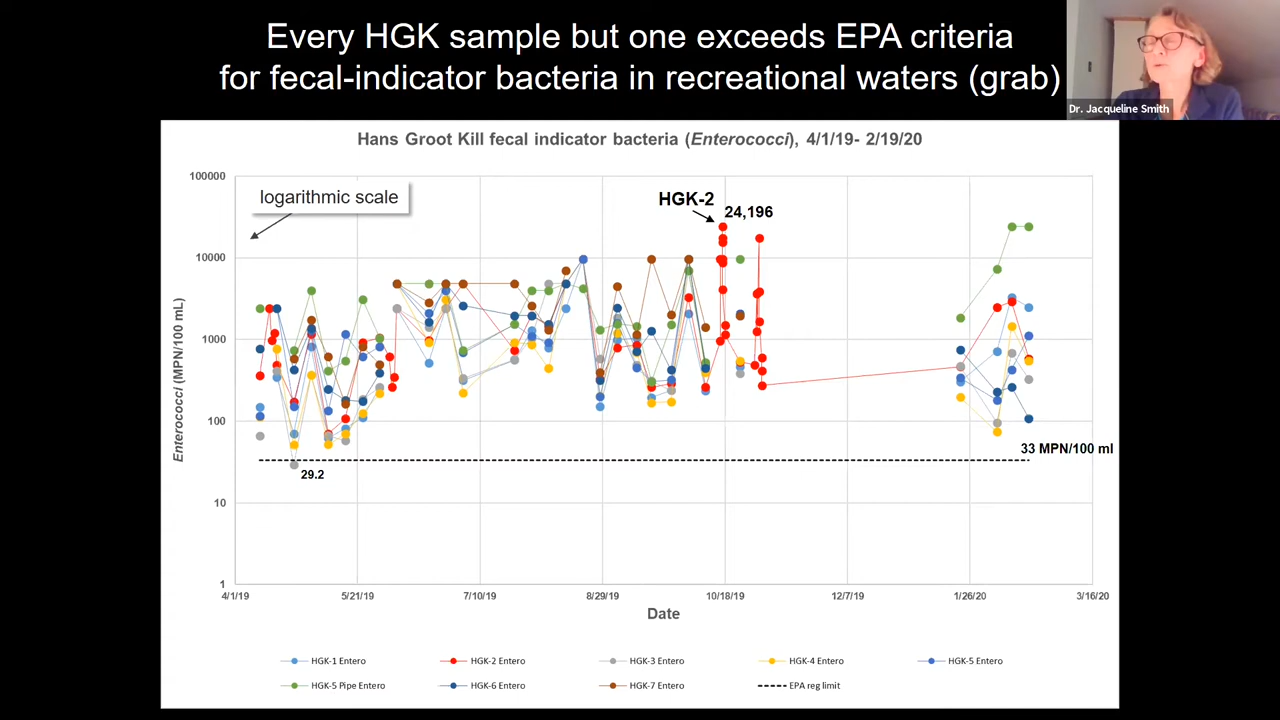 Every HGK sample but one exceeds EPA criteria
for fecal-indicator bacteria in recreational waters (grab)
Dr. Jacqueline Smith
Hans Groot Kill fecal indicator bacteria (Enterococci), 4/1/19- 2/19/20
100000
logarithmic scale
HGK-2
24,196
10000
1000
Enterococci (MPN/100 mL)
100
33 MPN/100 ml
29.2
10
1
4/1/19 5/21/19 7/10/19 8/29/19 10/18/19 12/7/19 1/26/20 3/16/20
Date
HGK-1 Entero HGK-2 Entero HGK-3 Entero HGK-4 Entero HGK-5 Entero
HGK-5 Pipe Entero HGK-6 Entero HGK-7 Entero EPA reg limit